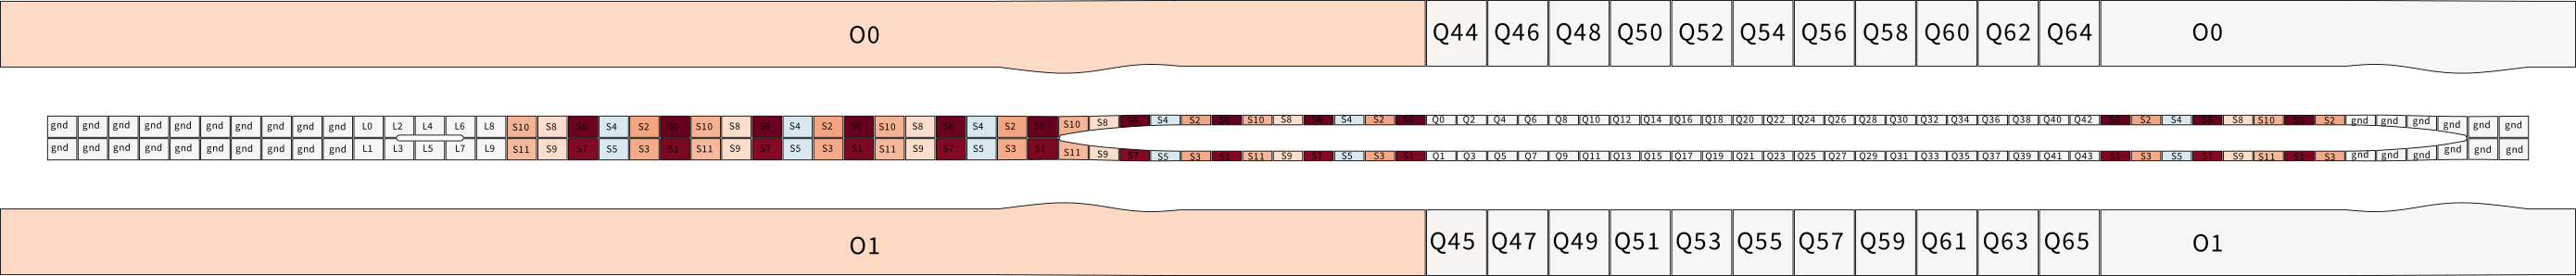 O0 Q44 Q46 Q48 Q50 Q52 Q54 Q56 Q58 Q60 Q62 Q64 O0
gnd gnd gnd gnd gnd gnd gnd gnd gnd gnd L0 L2 L4 L6 L8 S10 S8 S6 S4 S2 S0 S10 S8 S6 S4 S2 S0 S10 S8 S6 S4 S2 S0 S10 S8 S6 S4 S2 S0 S10 S8 S6 S4 S2 S0 Q0 Q2 Q4 Q6 Q8 Q10 Q12 Q14 Q16 Q18 Q20 Q22 Q24 Q26 Q28 Q30 Q32 Q34 Q36 Q38 Q40 Q42 S0 S2 S4 S6 S8 S10 S0 S2 gnd gnd gnd gnd gnd gnd
gnd gnd gnd gnd gnd gnd gnd gnd gnd gnd L1 L3 L5 L7 L9 S11 S9 S7 S5 S3 S1 S11 S9 S7 S5 S3 S1 S11 S9 S7 S5 S3 S1 S11 S9 S7 S5 S3 S1 S11 S9 S7 S5 S3 S1 Q1 Q3 Q5 Q7 Q9 Q11 Q13 Q15 Q17 Q19 Q21 Q23 Q25 Q27 Q29 Q31 Q33 Q35 Q37 Q39 Q41 Q43 S1 S3 S5 S7 S9 S11 S1 S3 gnd gnd gnd gnd gnd gnd
O1 Q45 Q47 Q49 Q51 Q53 Q55 Q57 Q59 Q61 Q63 Q65 O1